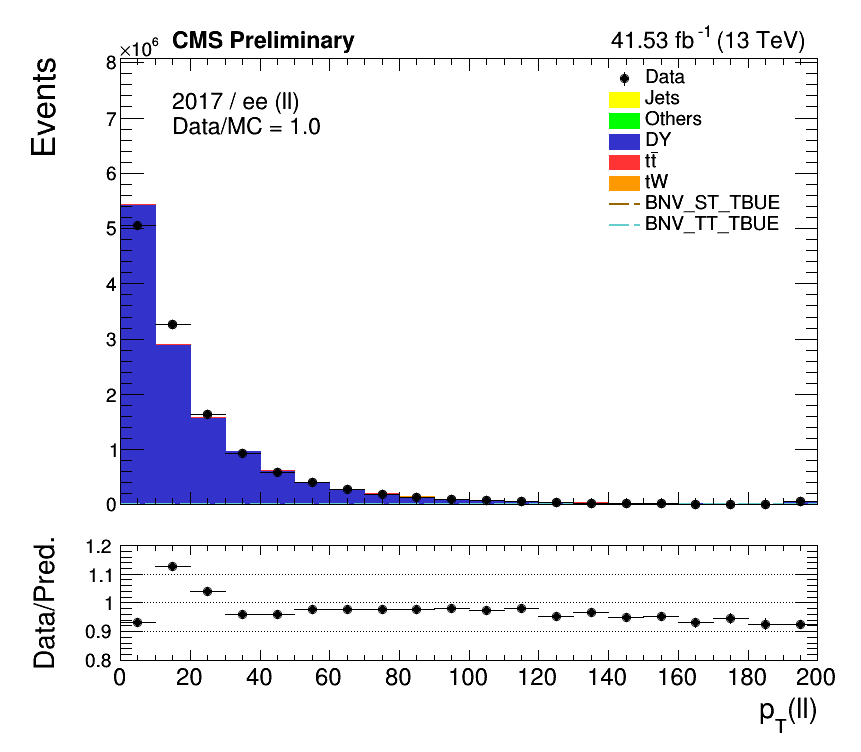 ×10⁶ CMS Preliminary 41.53 fb⁻¹ (13 TeV)
Events
2017 / ee (ll)
Data/MC = 1.0
Data
Jets
Others
DY
tt̄
tW
BNV_ST_TBUE
BNV_TT_TBUE
8
7
6
5
4
3
2
1
0
Data/Pred.
1.2
1.1
1
0.9
0.8
0 20 40 60 80 100 120 140 160 180 200
p_T(ll)